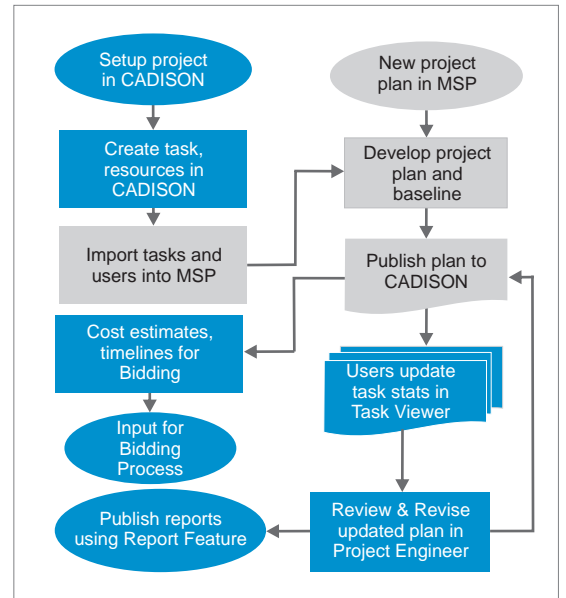 Setup project
in CADISON
New project
plan in MSP
Create task,
resources in
CADISON
Develop project
plan and
baseline
Import tasks and
users into MSP
Publish plan to
CADISON
Cost estimates,
timelines for
Bidding
Users update
task stats in
Task Viewer
Input for
Bidding
Process
Publish reports
using Report Feature
Review & Revise
updated plan in
Project Engineer